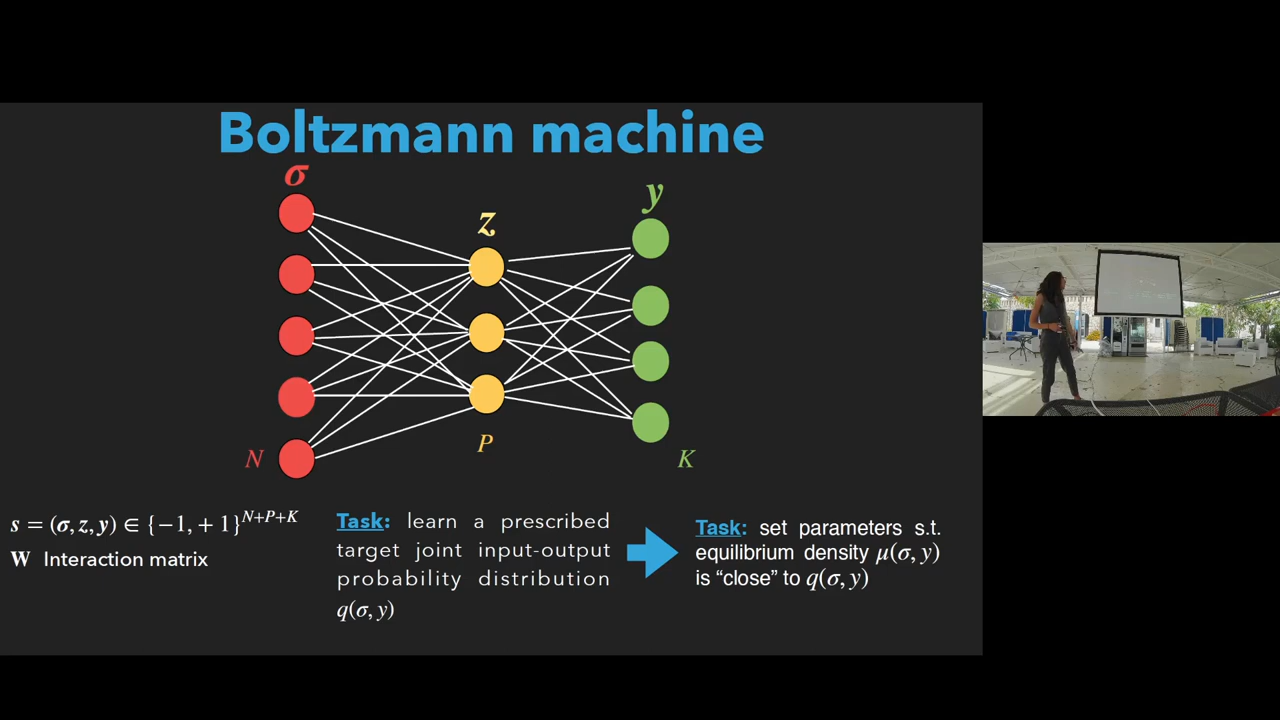 Boltzmann machine
σ
z
y
N
P
K
s = (σ, z, y) ∈ {−1, + 1}^{N+P+K}
W Interaction matrix
Task: learn a prescribed
target joint input-output
probability distribution
q(σ, y)
Task: set parameters s.t.
equilibrium density μ(σ, y)
is “close” to q(σ, y)